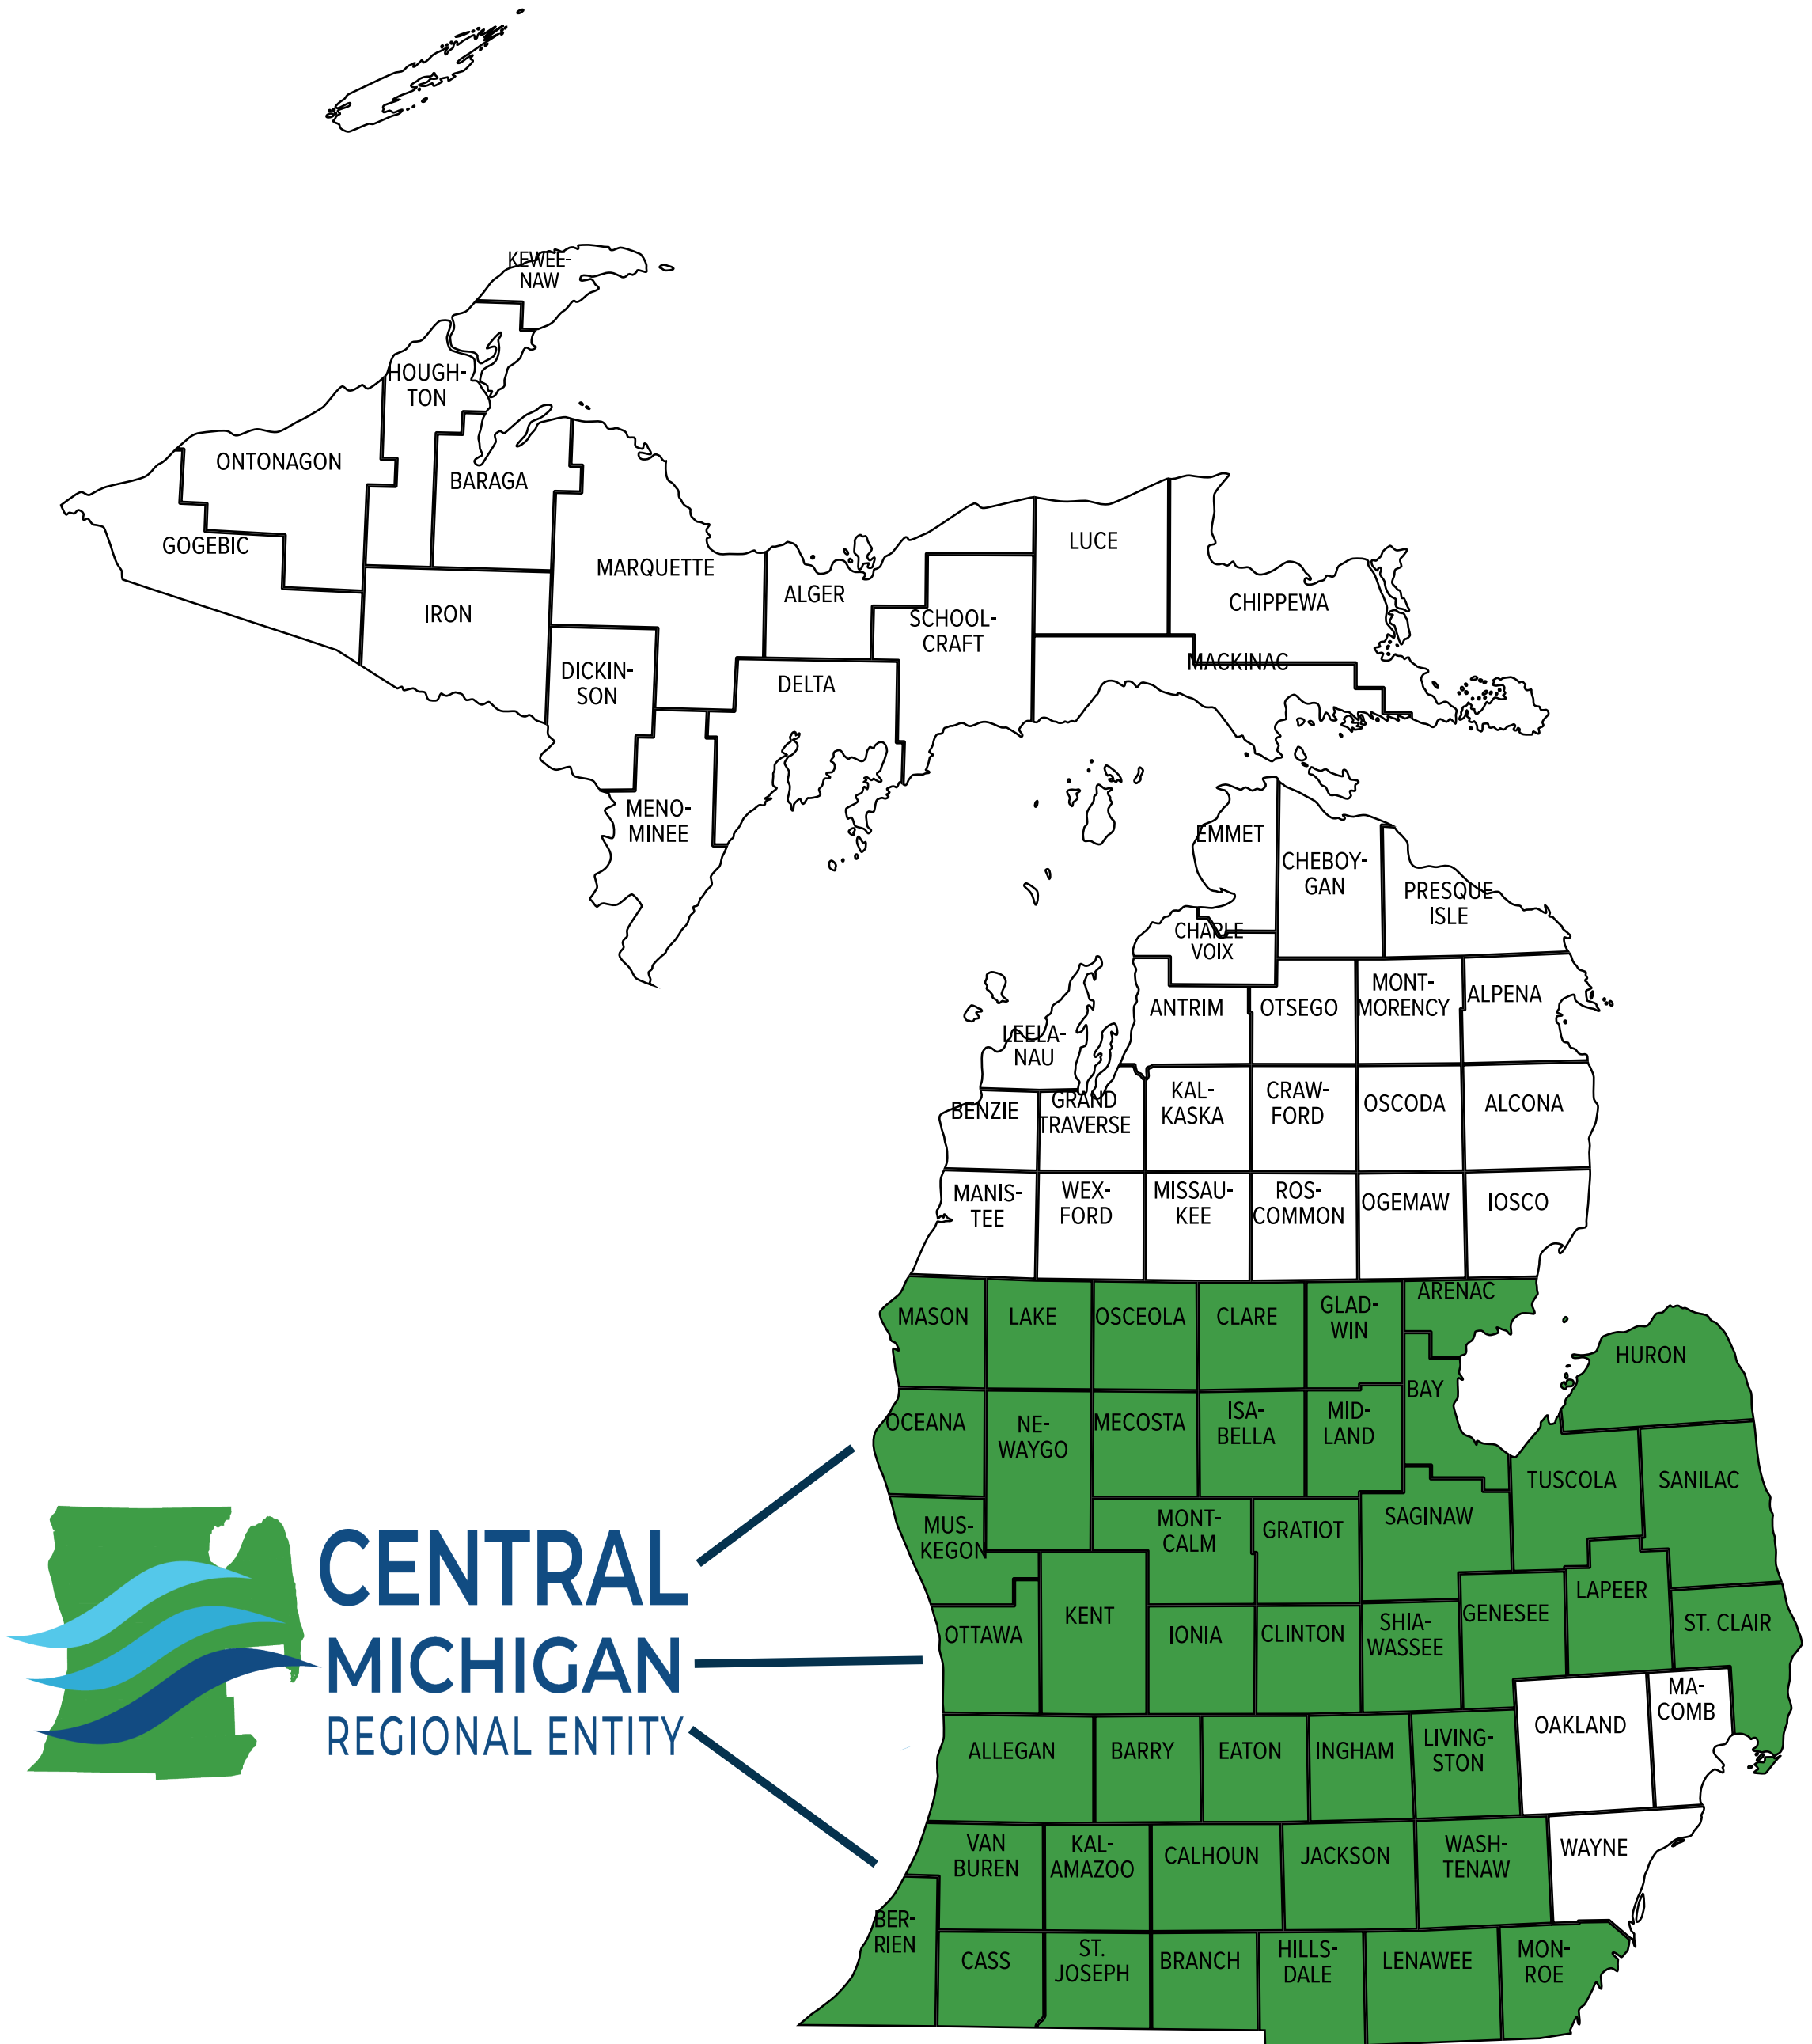 KEWEE-
NAW
HOUGH-
TON
ONTONAGON
BARAGA
GOGEBIC
MARQUETTE
LUCE
ALGER
CHIPPEWA
IRON
SCHOOL-
CRAFT
MACKINAC
DICKIN-
SON
DELTA
MENO-
MINEE
EMMET
CHEBOY-
GAN
PRESQUE
ISLE
CHARLE
VOIX
ANTRIM
OTSEGO
MONT-
MORENCY
ALPENA
LEELA-
NAU
BENZIE
GRAND
TRAVERSE
KAL-
KASKA
CRAW-
FORD
OSCODA
ALCONA
MANIS-
TEE
WEX-
FORD
MISSAU-
KEE
ROS-
COMMON
OGEMAW
IOSCO
MASON
LAKE
OSCEOLA
CLARE
GLAD-
WIN
ARENAC
HURON
OCEANA
NE-
WAYGO
MECOSTA
ISA-
BELLA
MID-
LAND
BAY
TUSCOLA
SANILAC
MUS-
KEGON
MONT-
CALM
GRATIOT
SAGINAW
LAPEER
CENTRAL
MICHIGAN
REGIONAL ENTITY
OTTAWA
KENT
IONIA
CLINTON
SHIA-
WASSEE
GENESEE
ST. CLAIR
ALLEGAN
BARRY
EATON
INGHAM
LIVING-
STON
OAKLAND
MA-
COMB
VAN
BUREN
KAL-
AMAZOO
CALHOUN
JACKSON
WASH-
TENAW
WAYNE
BER-
RIEN
CASS
ST.
JOSEPH
BRANCH
HILLS-
DALE
LENAWEE
MON-
ROE